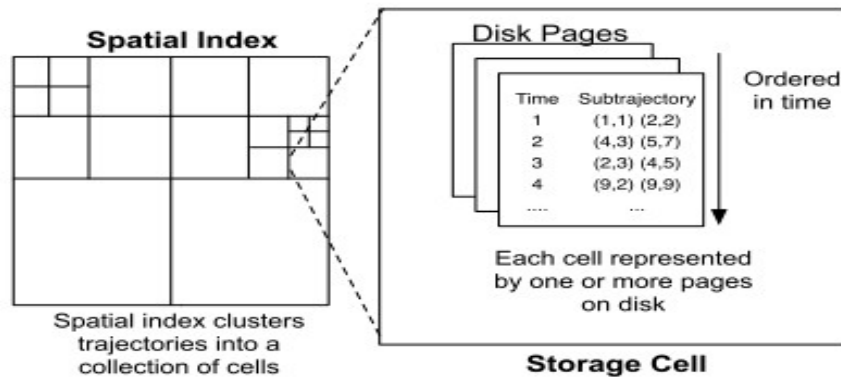 Spatial Index
Spatial index clusters
trajectories into a
collection of cells
Disk Pages
Time Subtrajectory
1 (1,1) (2,2)
2 (4,3) (5,7)
3 (2,3) (4,5)
4 (9,2) (9,9)
.... ...
Ordered
in time
Each cell represented
by one or more pages
on disk
Storage Cell